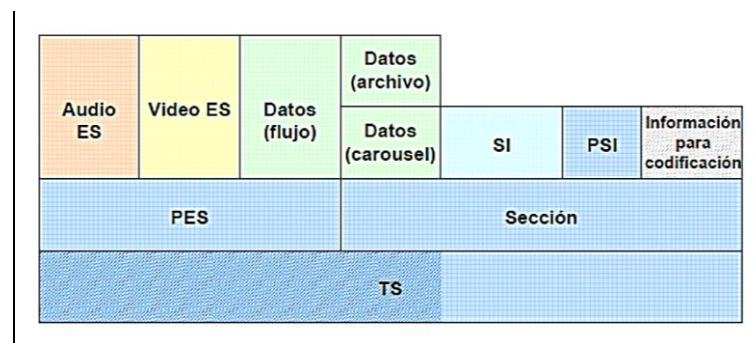 Audio
ES
Video ES
Datos
(flujo)
Datos
(archivo)
Datos
(carousel)
SI
PSI
Información
para
codificación
PES
Sección
TS